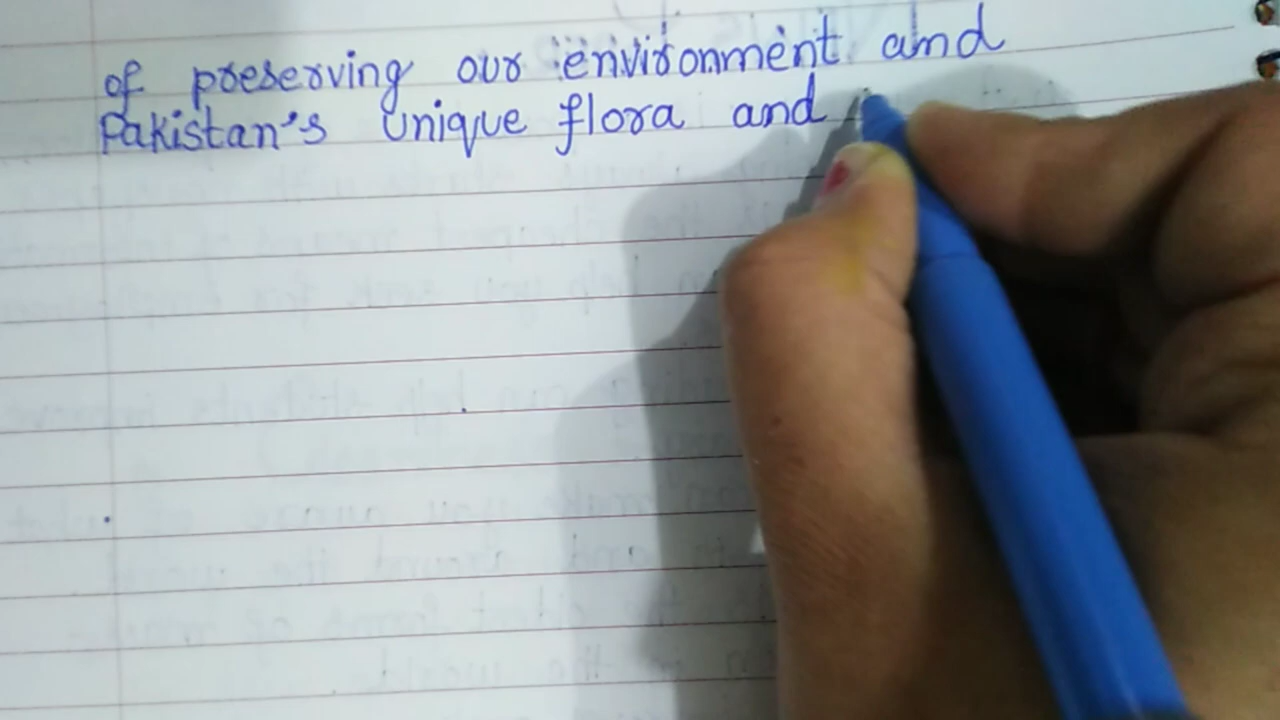 of preserving our environment and
Pakistan's unique flora and